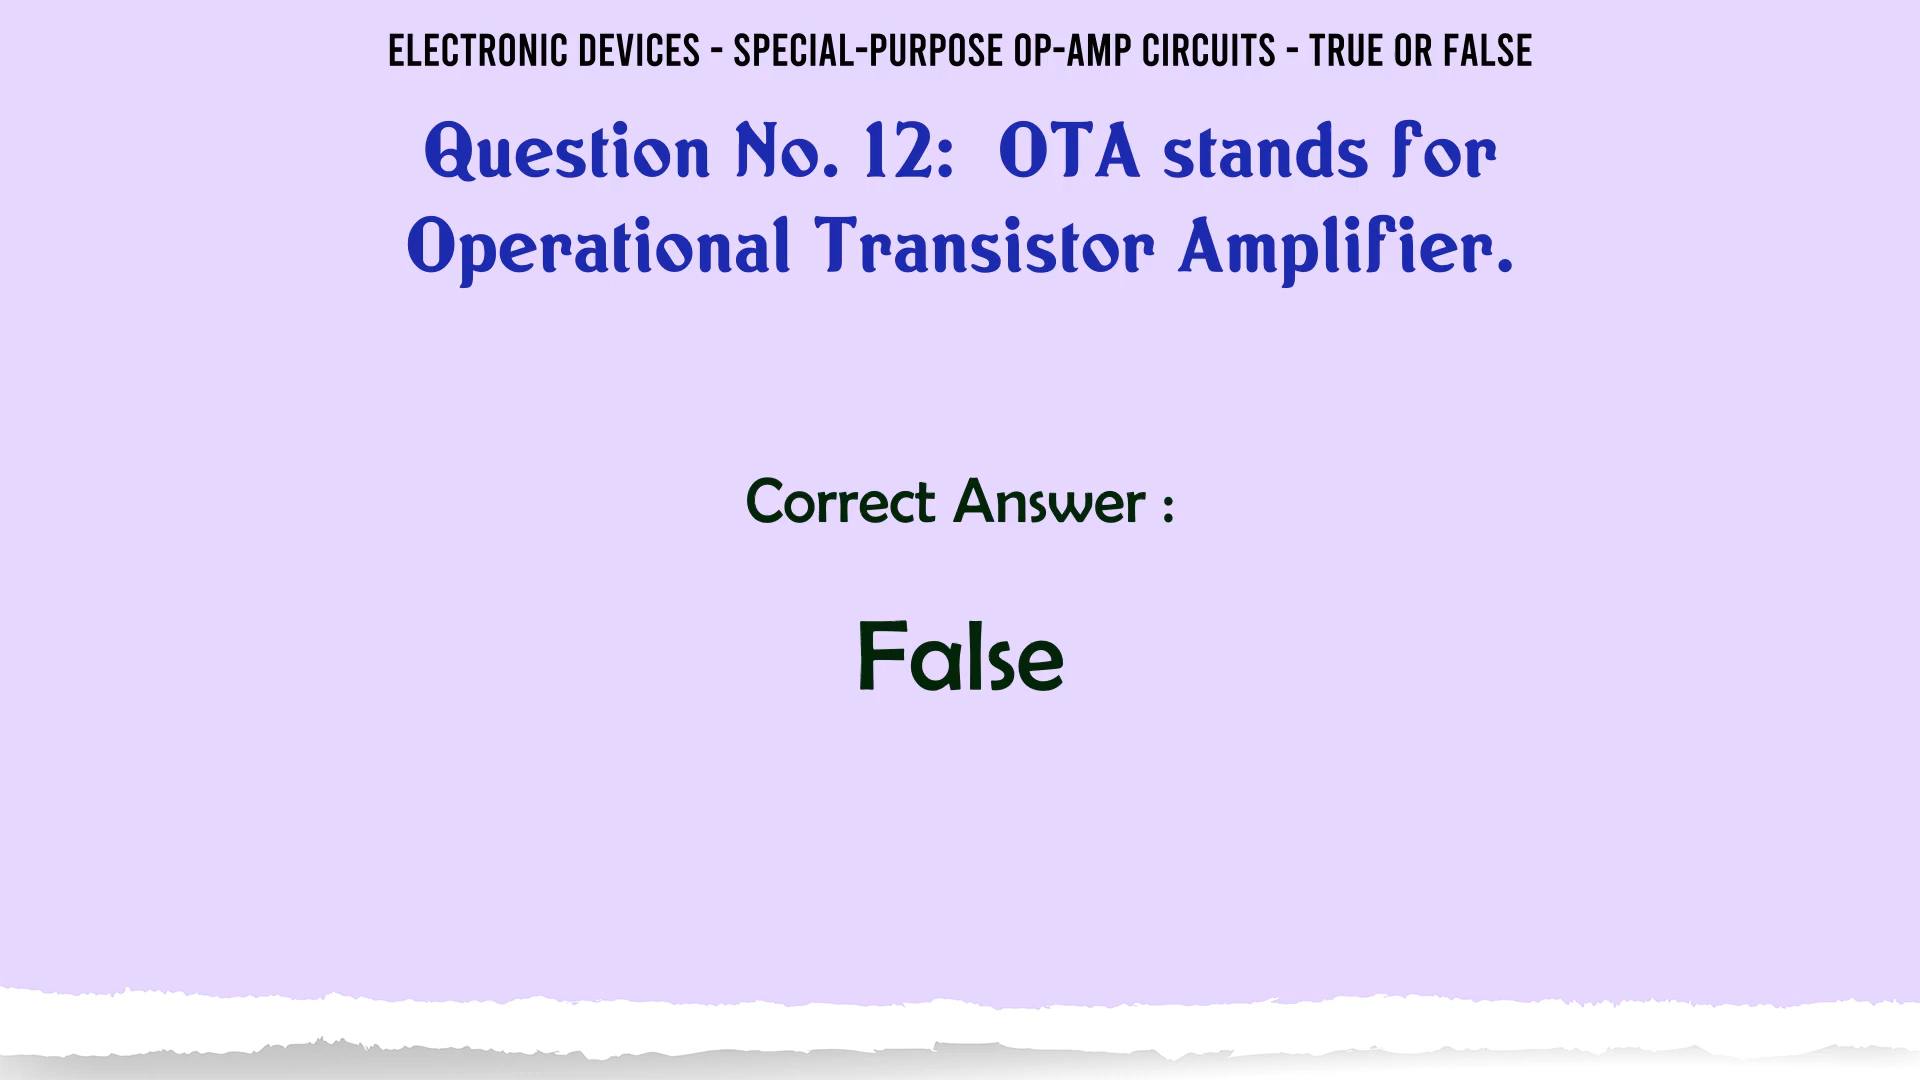 ELECTRONIC DEVICES - SPECIAL-PURPOSE OP-AMP CIRCUITS - TRUE OR FALSE
Question No. 12: OTA stands for
Operational Transistor Amplifier.
Correct Answer :
False